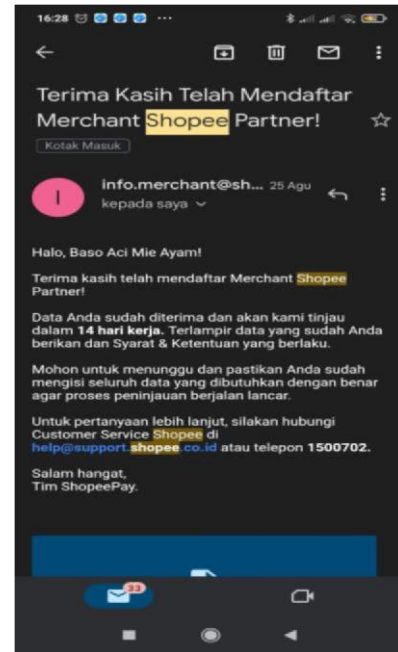 16:28
Terima Kasih Telah Mendaftar
Merchant Shopee Partner!
Kotak Masuk
I
info.merchant@sh... 25 Agu
kepada saya
Halo, Baso Aci Mie Ayam!
Terima kasih telah mendaftar Merchant Shopee
Partner!
Data Anda sudah diterima dan akan kami tinjau
dalam 14 hari kerja. Terlampir data yang sudah Anda
berikan dan Syarat & Ketentuan yang berlaku.
Mohon untuk menunggu dan pastikan Anda sudah
mengisi seluruh data yang dibutuhkan dengan benar
agar proses peninjauan berjalan lancar.
Untuk pertanyaan lebih lanjut, silakan hubungi
Customer Service Shopee di
help@support.shopee.co.id atau telepon 1500702.
Salam hangat,
Tim ShopeePay.
33